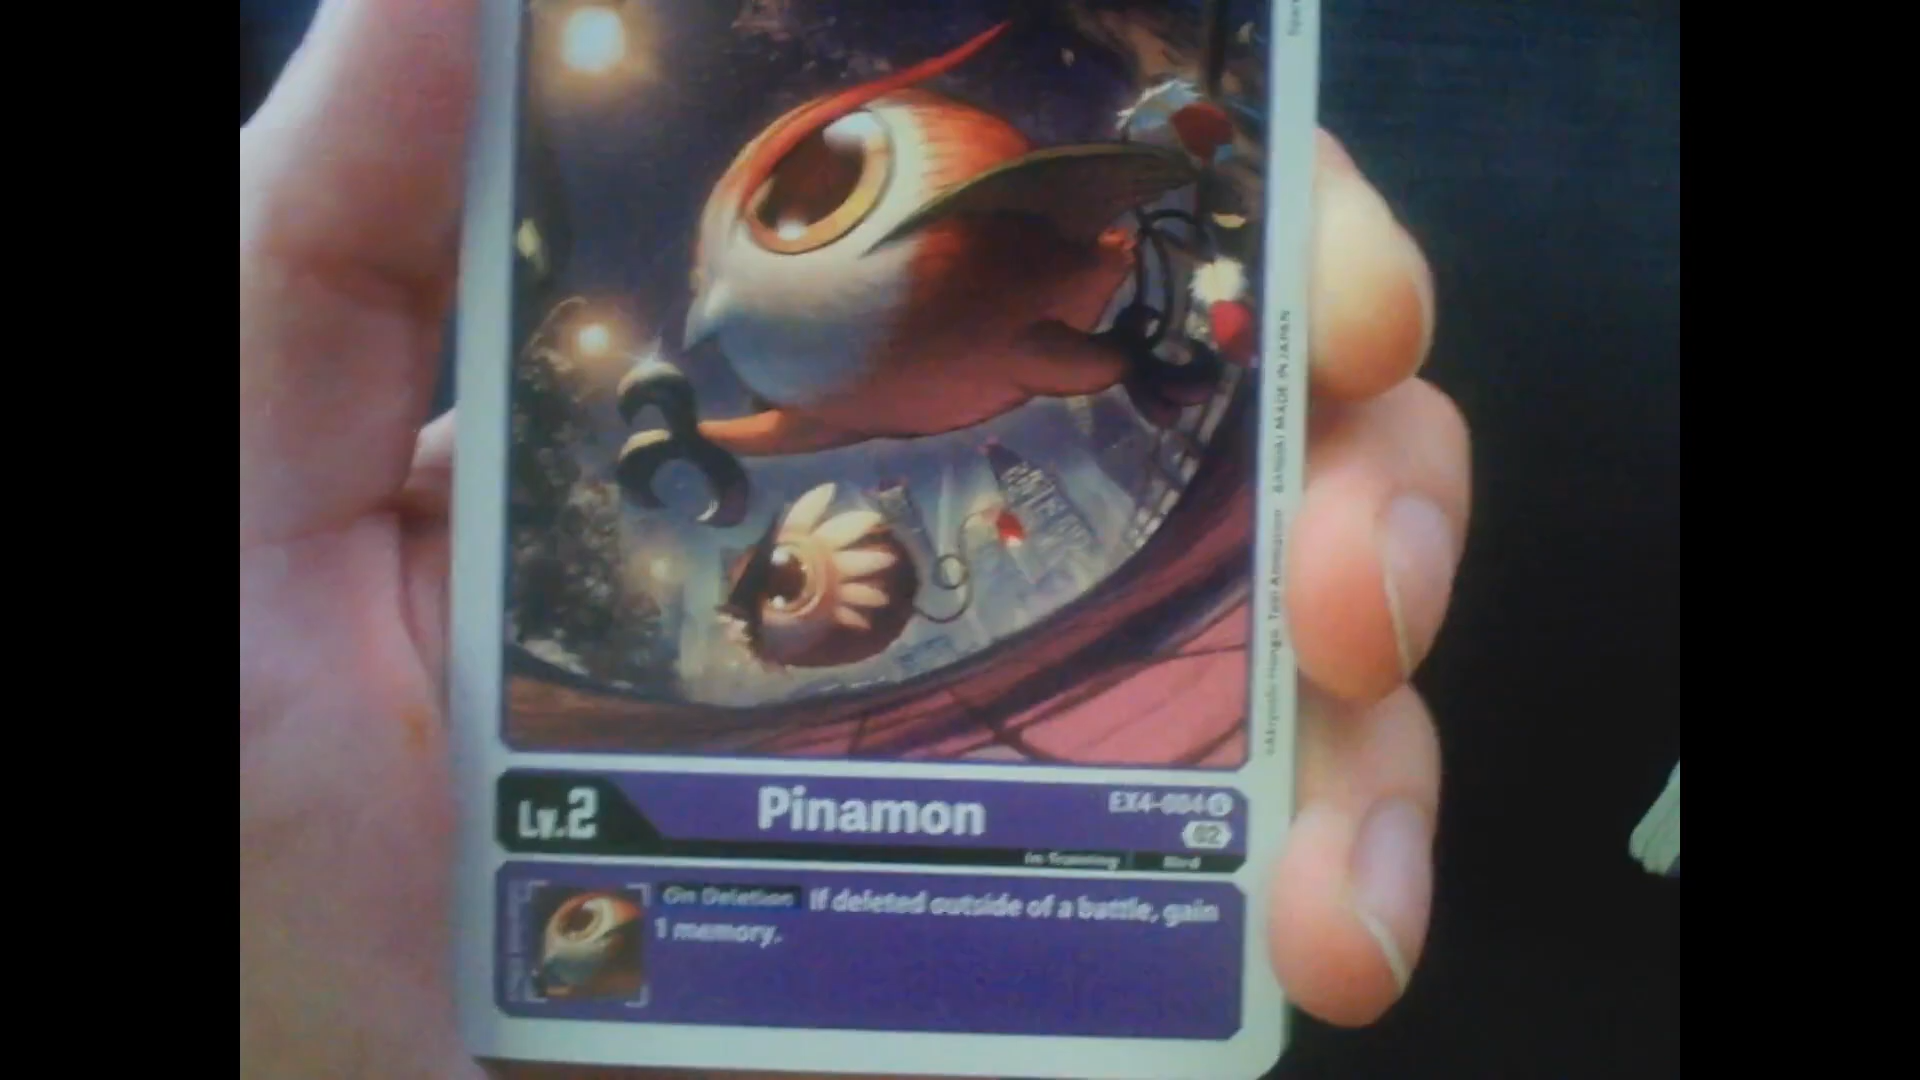 BANDAI MADE IN JAPAN
Lv.2
Pinamon
EX4-004 U
02
In-Training
Bird
On Deletion If deleted outside of a battle, gain
1 memory.